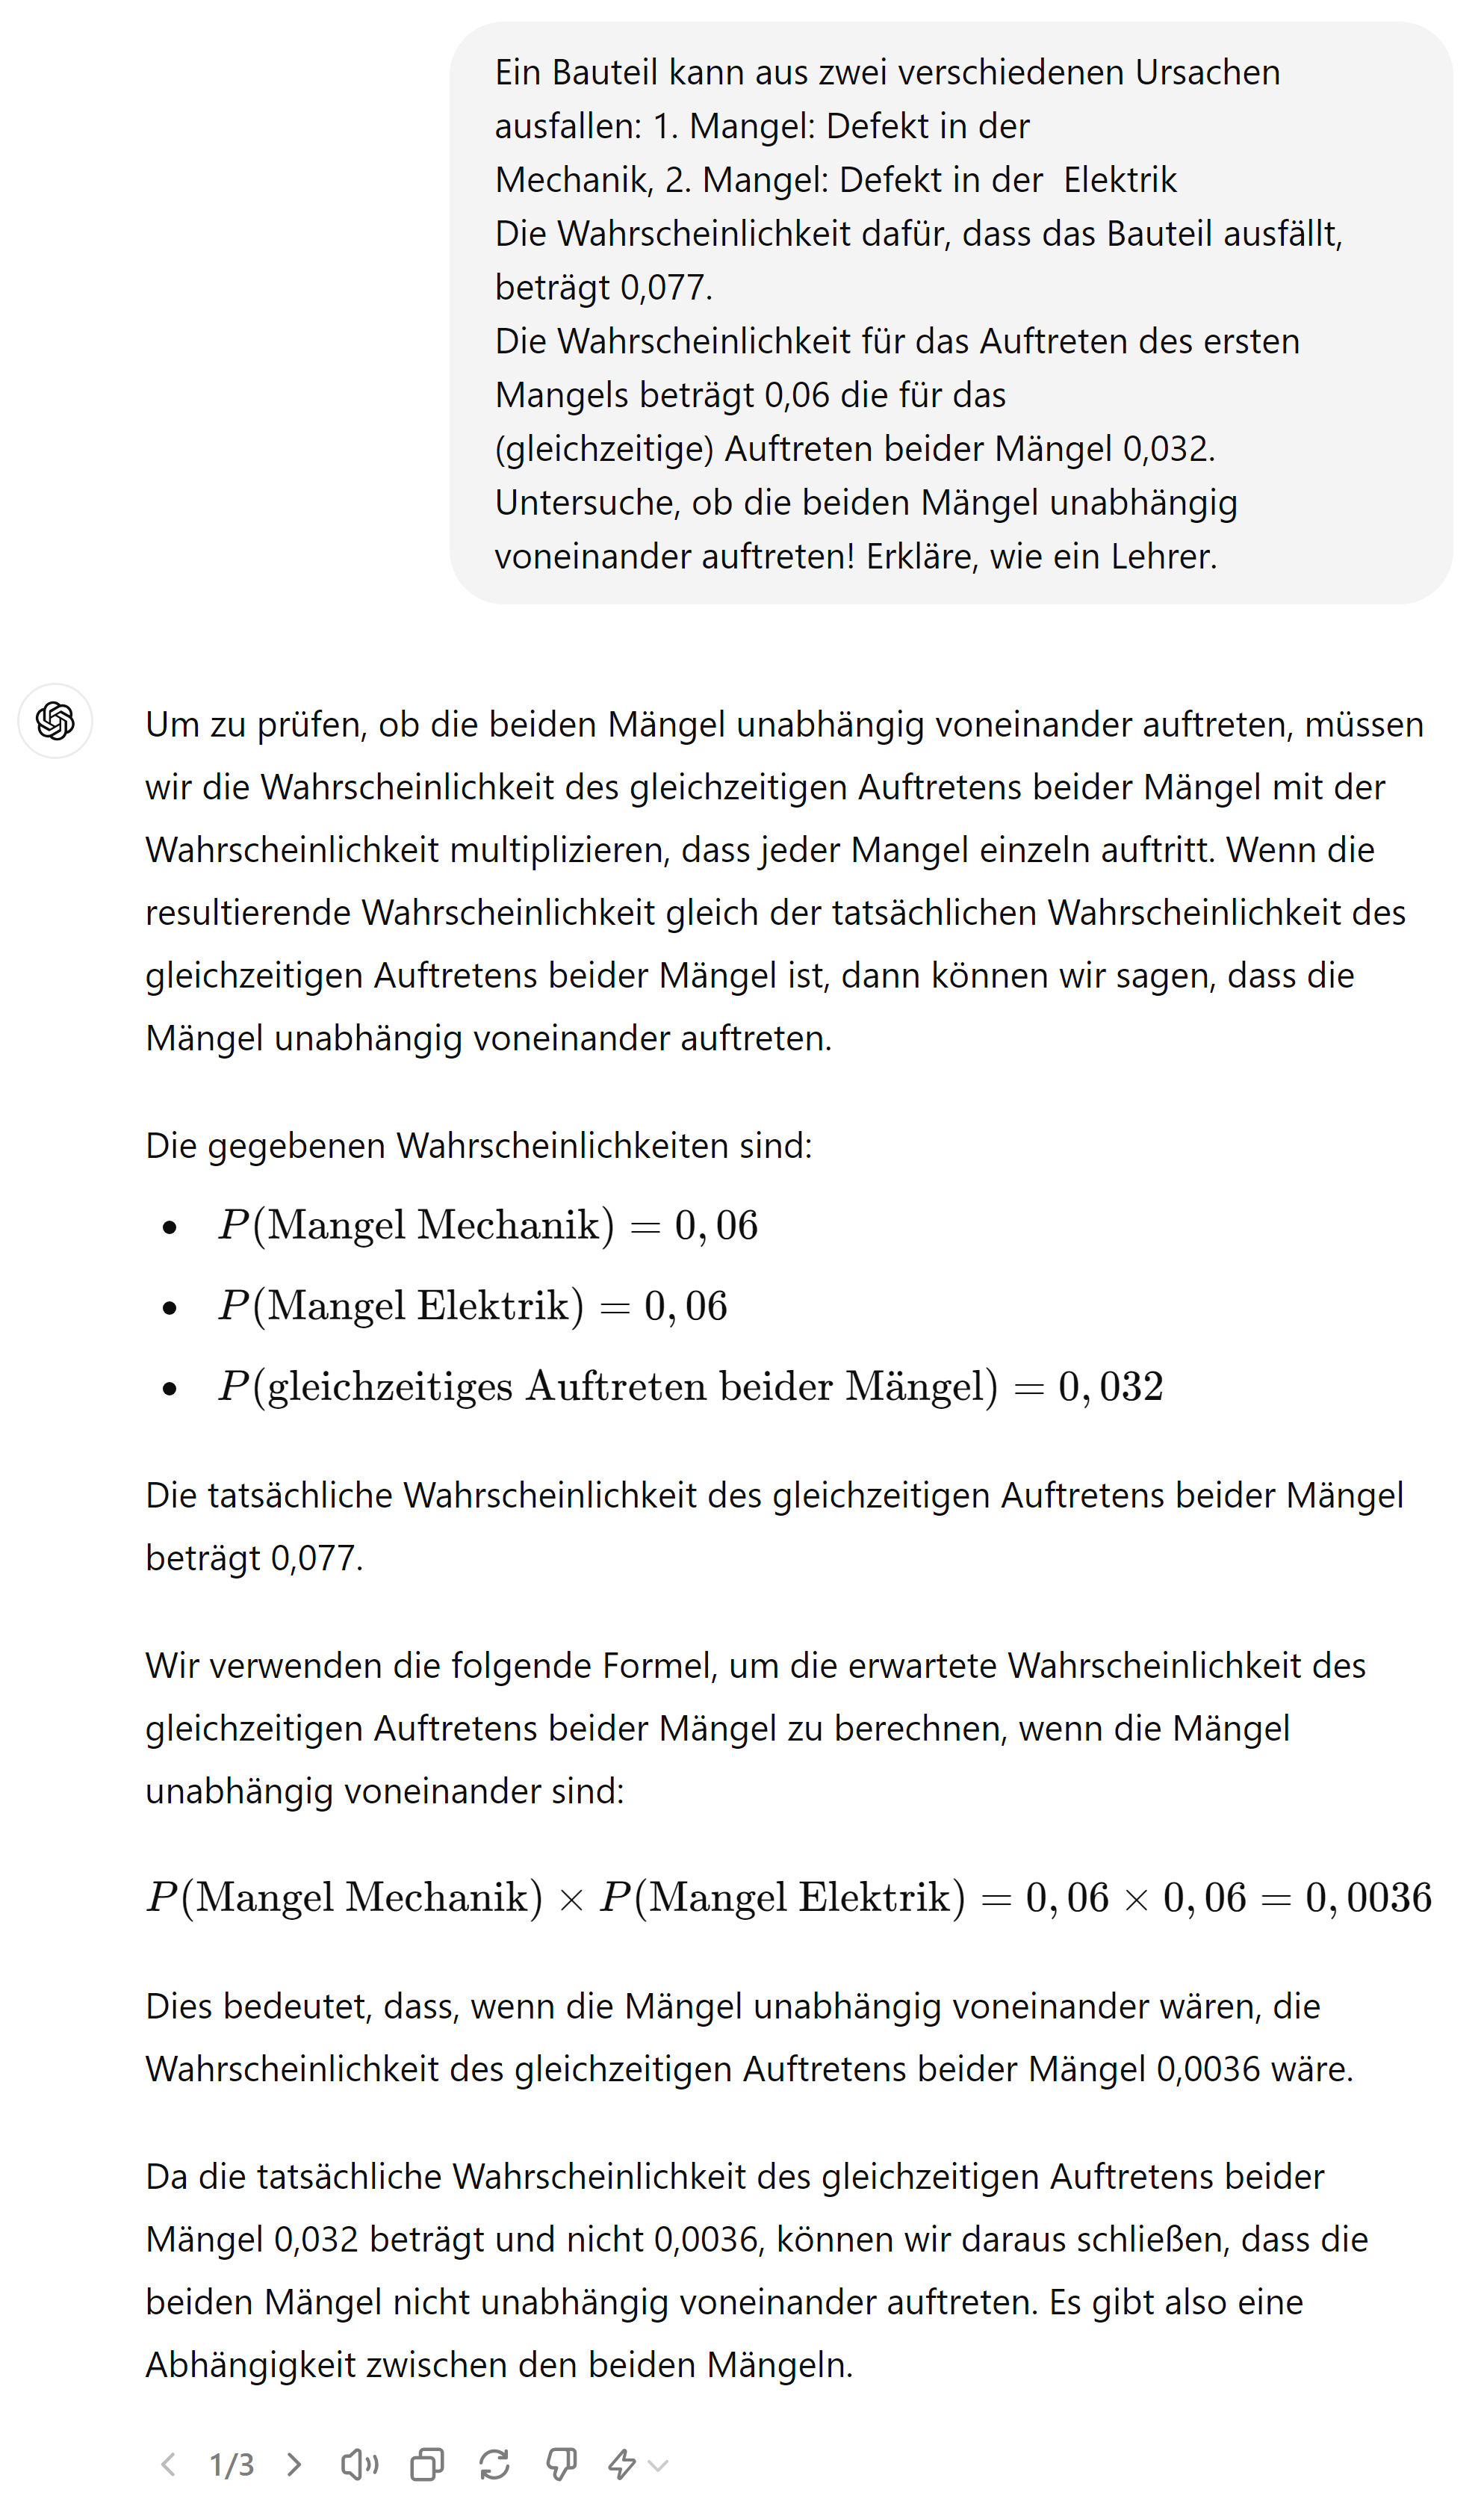 Ein Bauteil kann aus zwei verschiedenen Ursachen
ausfallen: 1. Mangel: Defekt in der
Mechanik, 2. Mangel: Defekt in der  Elektrik
Die Wahrscheinlichkeit dafür, dass das Bauteil ausfällt,
beträgt 0,077.
Die Wahrscheinlichkeit für das Auftreten des ersten
Mangels beträgt 0,06 die für das
(gleichzeitige) Auftreten beider Mängel 0,032.
Untersuche, ob die beiden Mängel unabhängig
voneinander auftreten! Erkläre, wie ein Lehrer.
Um zu prüfen, ob die beiden Mängel unabhängig voneinander auftreten, müssen
wir die Wahrscheinlichkeit des gleichzeitigen Auftretens beider Mängel mit der
Wahrscheinlichkeit multiplizieren, dass jeder Mangel einzeln auftritt. Wenn die
resultierende Wahrscheinlichkeit gleich der tatsächlichen Wahrscheinlichkeit des
gleichzeitigen Auftretens beider Mängel ist, dann können wir sagen, dass die
Mängel unabhängig voneinander auftreten.
Die gegebenen Wahrscheinlichkeiten sind:
• P(Mangel Mechanik) = 0, 06
• P(Mangel Elektrik) = 0, 06
• P(gleichzeitiges Auftreten beider Mängel) = 0, 032
Die tatsächliche Wahrscheinlichkeit des gleichzeitigen Auftretens beider Mängel
beträgt 0,077.
Wir verwenden die folgende Formel, um die erwartete Wahrscheinlichkeit des
gleichzeitigen Auftretens beider Mängel zu berechnen, wenn die Mängel
unabhängig voneinander sind:
P(Mangel Mechanik) × P(Mangel Elektrik) = 0, 06 × 0, 06 = 0, 0036
Dies bedeutet, dass, wenn die Mängel unabhängig voneinander wären, die
Wahrscheinlichkeit des gleichzeitigen Auftretens beider Mängel 0,0036 wäre.
Da die tatsächliche Wahrscheinlichkeit des gleichzeitigen Auftretens beider
Mängel 0,032 beträgt und nicht 0,0036, können wir daraus schließen, dass die
beiden Mängel nicht unabhängig voneinander auftreten. Es gibt also eine
Abhängigkeit zwischen den beiden Mängeln.
1/3